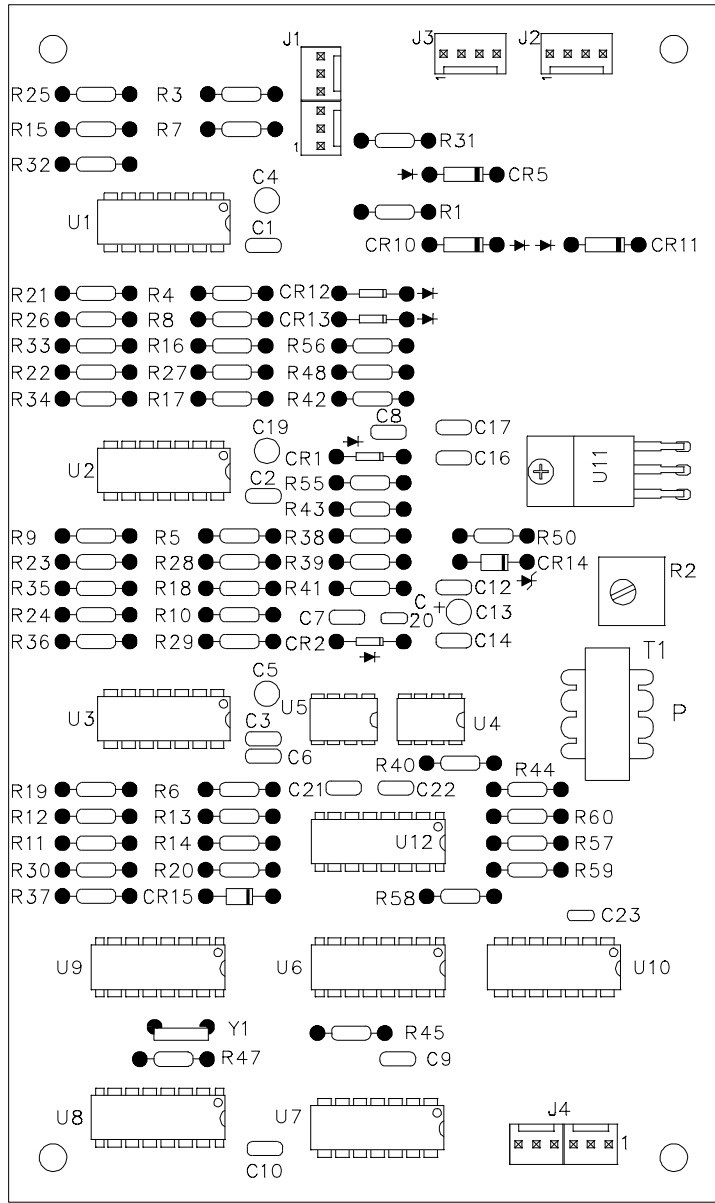 J1 J3 J2
R25 R3
R15 R7 1 1 1
R32 R31
C4 CR5
U1 C1 R1
CR10 CR11
R21 R4 CR12
R26 R8 CR13
R33 R16 R56
R22 R27 R48
R34 R17 R42
C19 C8 C17
U2 CR1 C16 U11
C2 R55
R43
R9 R5 R38 R50
R23 R28 R39 CR14
R35 R18 R41 C12 R2
R24 R10 C7 C 20 + C13
R36 R29 CR2 C14
C5 T1
U3 U5 U4 P
C3
C6 R40
R19 R6 C21 C22 R44
R12 R13 R60
R11 R14 U12 R57
R30 R20 R59
R37 CR15 R58
C23
U9 U6 U10
Y1 R45
R47 C9
U8 U7 J4
1
C10